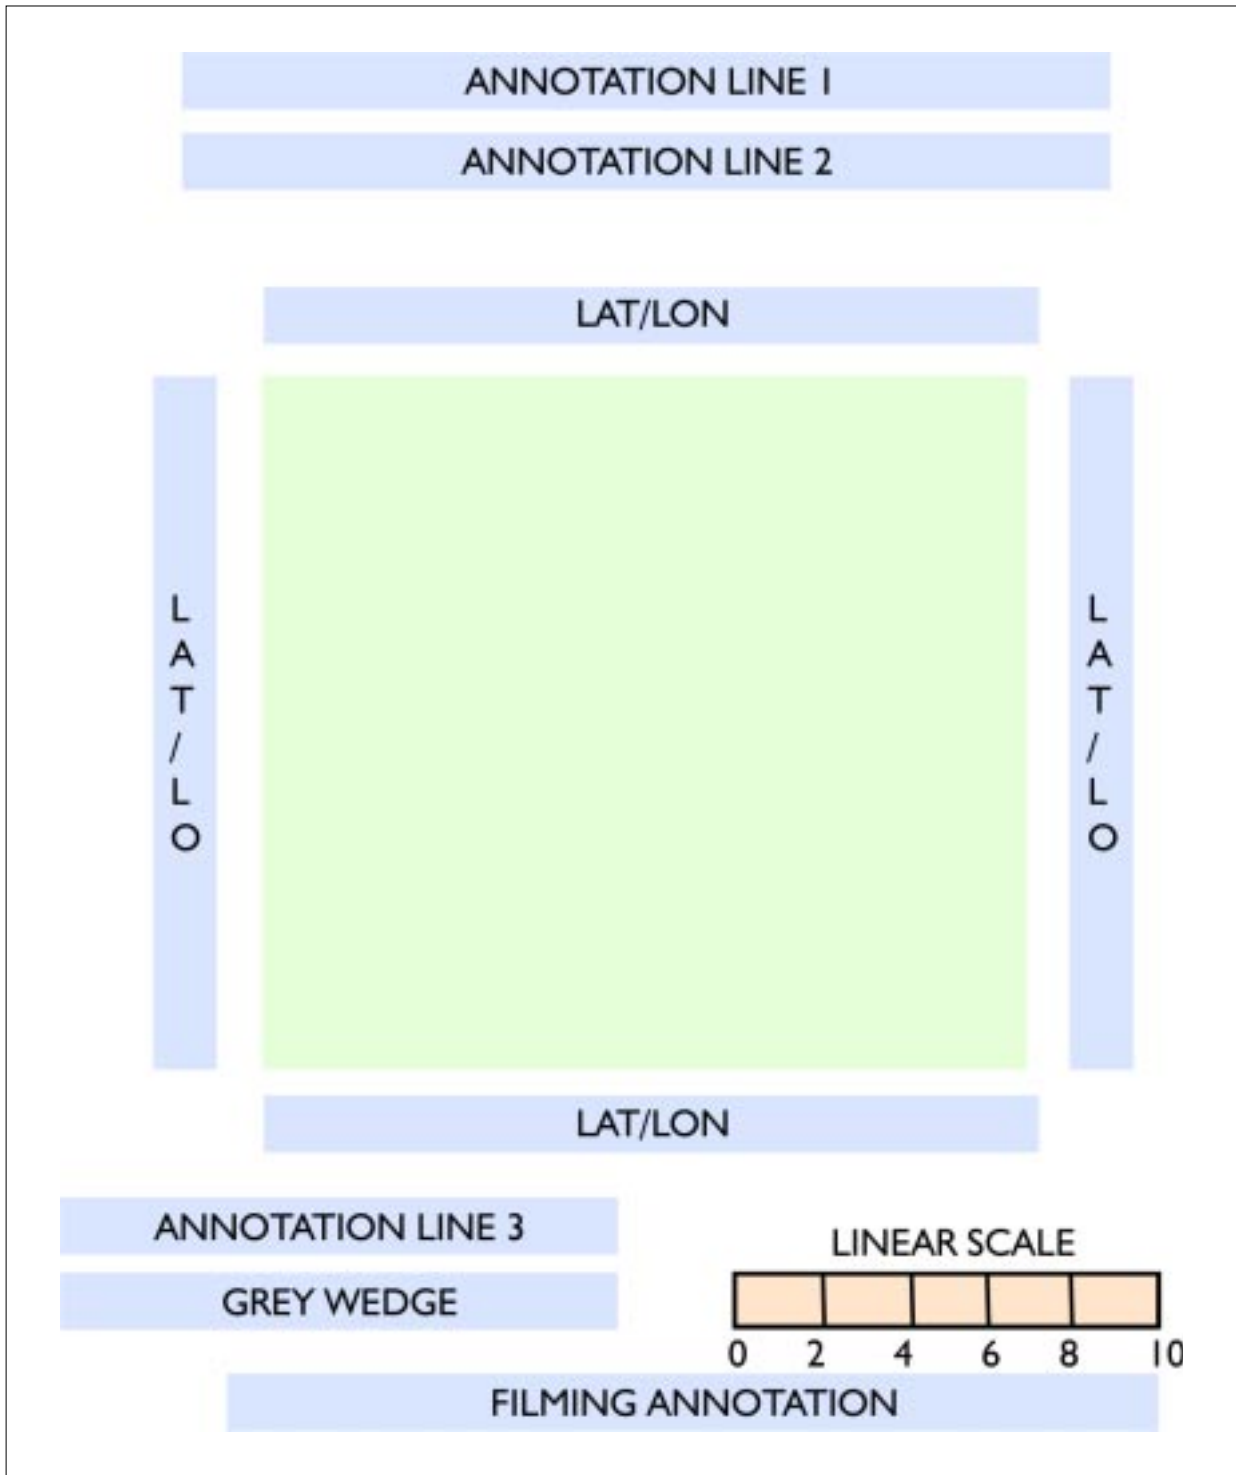 ANNOTATION LINE 1
ANNOTATION LINE 2
LAT/LON
L
A
T
/
L
O
L
A
T
/
L
O
LAT/LON
ANNOTATION LINE 3
GREY WEDGE
LINEAR SCALE
0 2 4 6 8 10
FILMING ANNOTATION